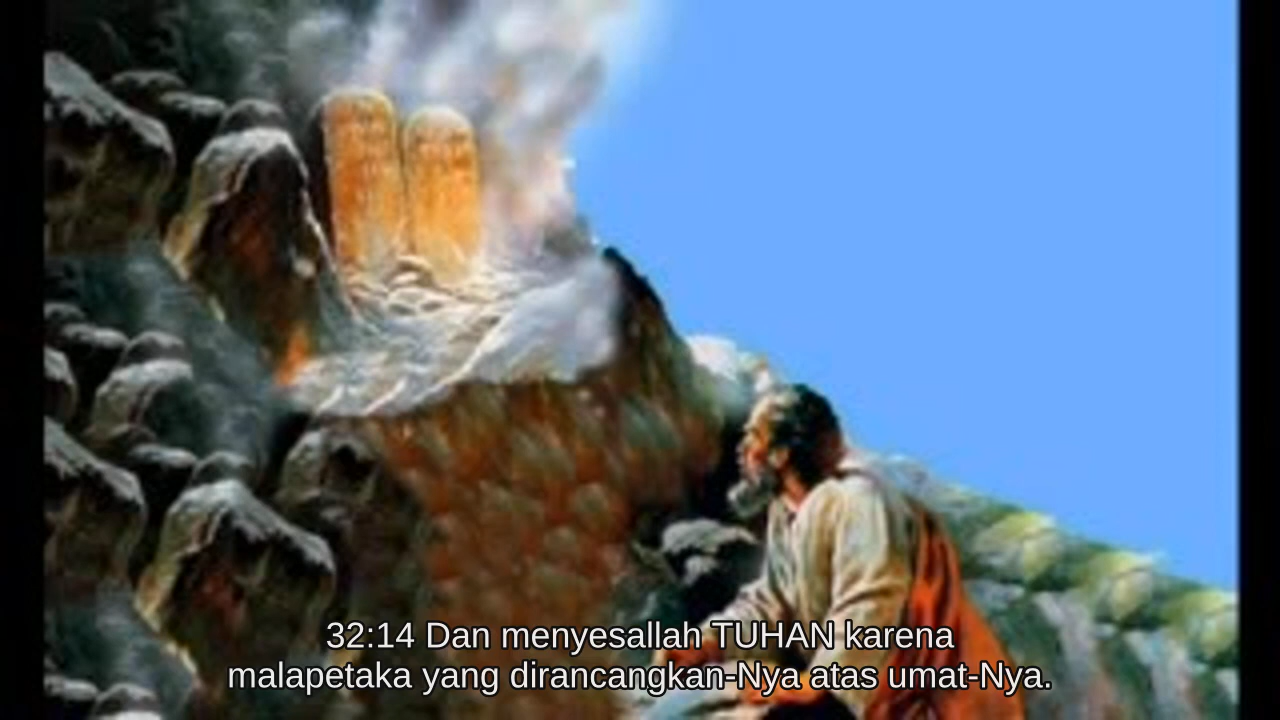 32:14 Dan menyesallah TUHAN karena
malapetaka yang dirancangkan-Nya atas umat-Nya.